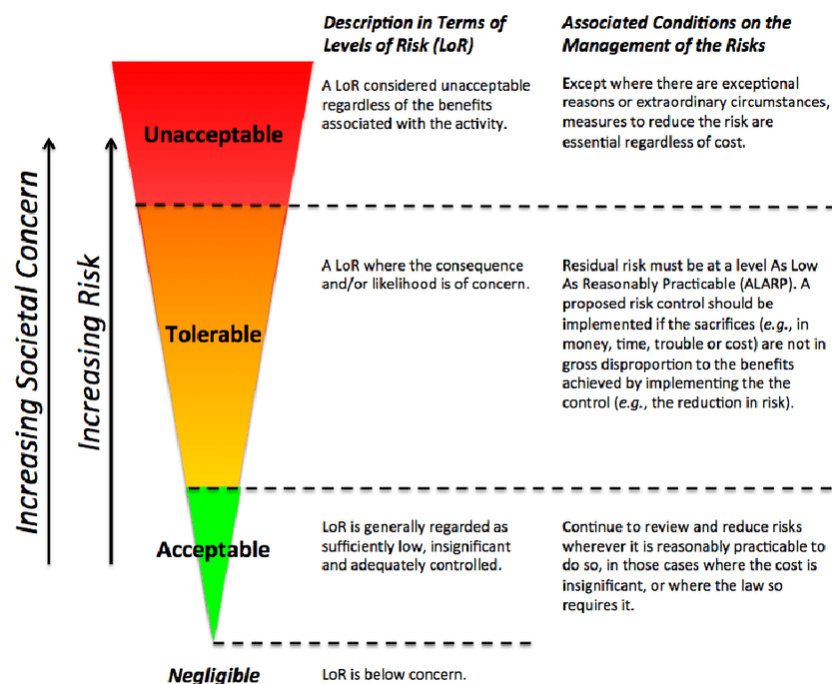 Description in Terms of
Levels of Risk (LoR)
Associated Conditions on the
Management of the Risks
Increasing Societal Concern
Increasing Risk
Unacceptable
A LoR considered unacceptable
regardless of the benefits
associated with the activity.
Except where there are exceptional
reasons or extraordinary circumstances,
measures to reduce the risk are
essential regardless of cost.
Tolerable
A LoR where the consequence
and/or likelihood is of concern.
Residual risk must be at a level As Low
As Reasonably Practicable (ALARP). A
proposed risk control should be
implemented if the sacrifices (e.g., in
money, time, trouble or cost) are not in
gross disproportion to the benefits
achieved by implementing the the
control (e.g., the reduction in risk).
Acceptable
LoR is generally regarded as
sufficiently low, insignificant
and adequately controlled.
Continue to review and reduce risks
wherever it is reasonably practicable to
do so, in those cases where the cost is
insignificant, or where the law so
requires it.
Negligible
LoR is below concern.